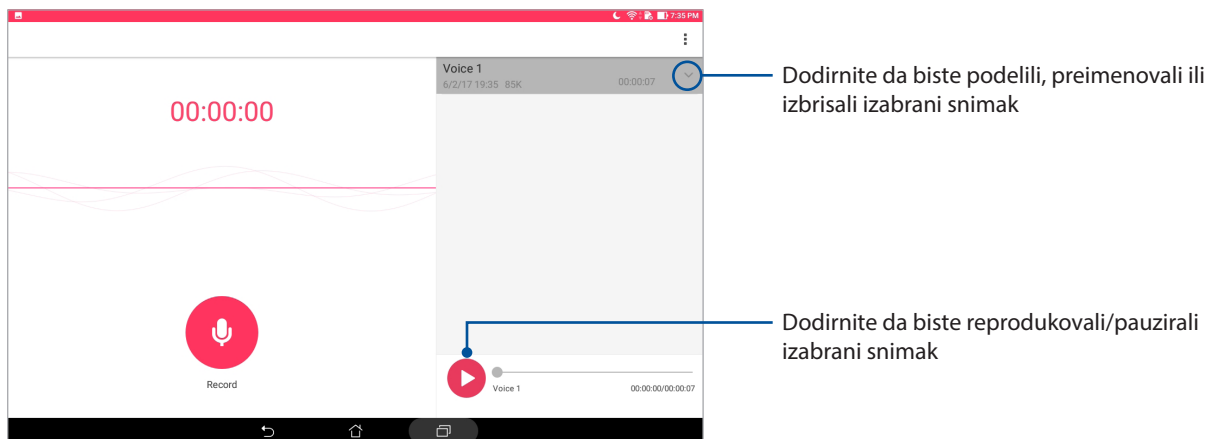 7:35 PM
Voice 1
6/2/17 19:35 85K 00:00:07
00:00:00
Dodirnite da biste podelili, preimenovali ili
izbrisali izabrani snimak
Record
Voice 1 00:00:00/00:00:07
Dodirnite da biste reprodukovali/pauzirali
izabrani snimak